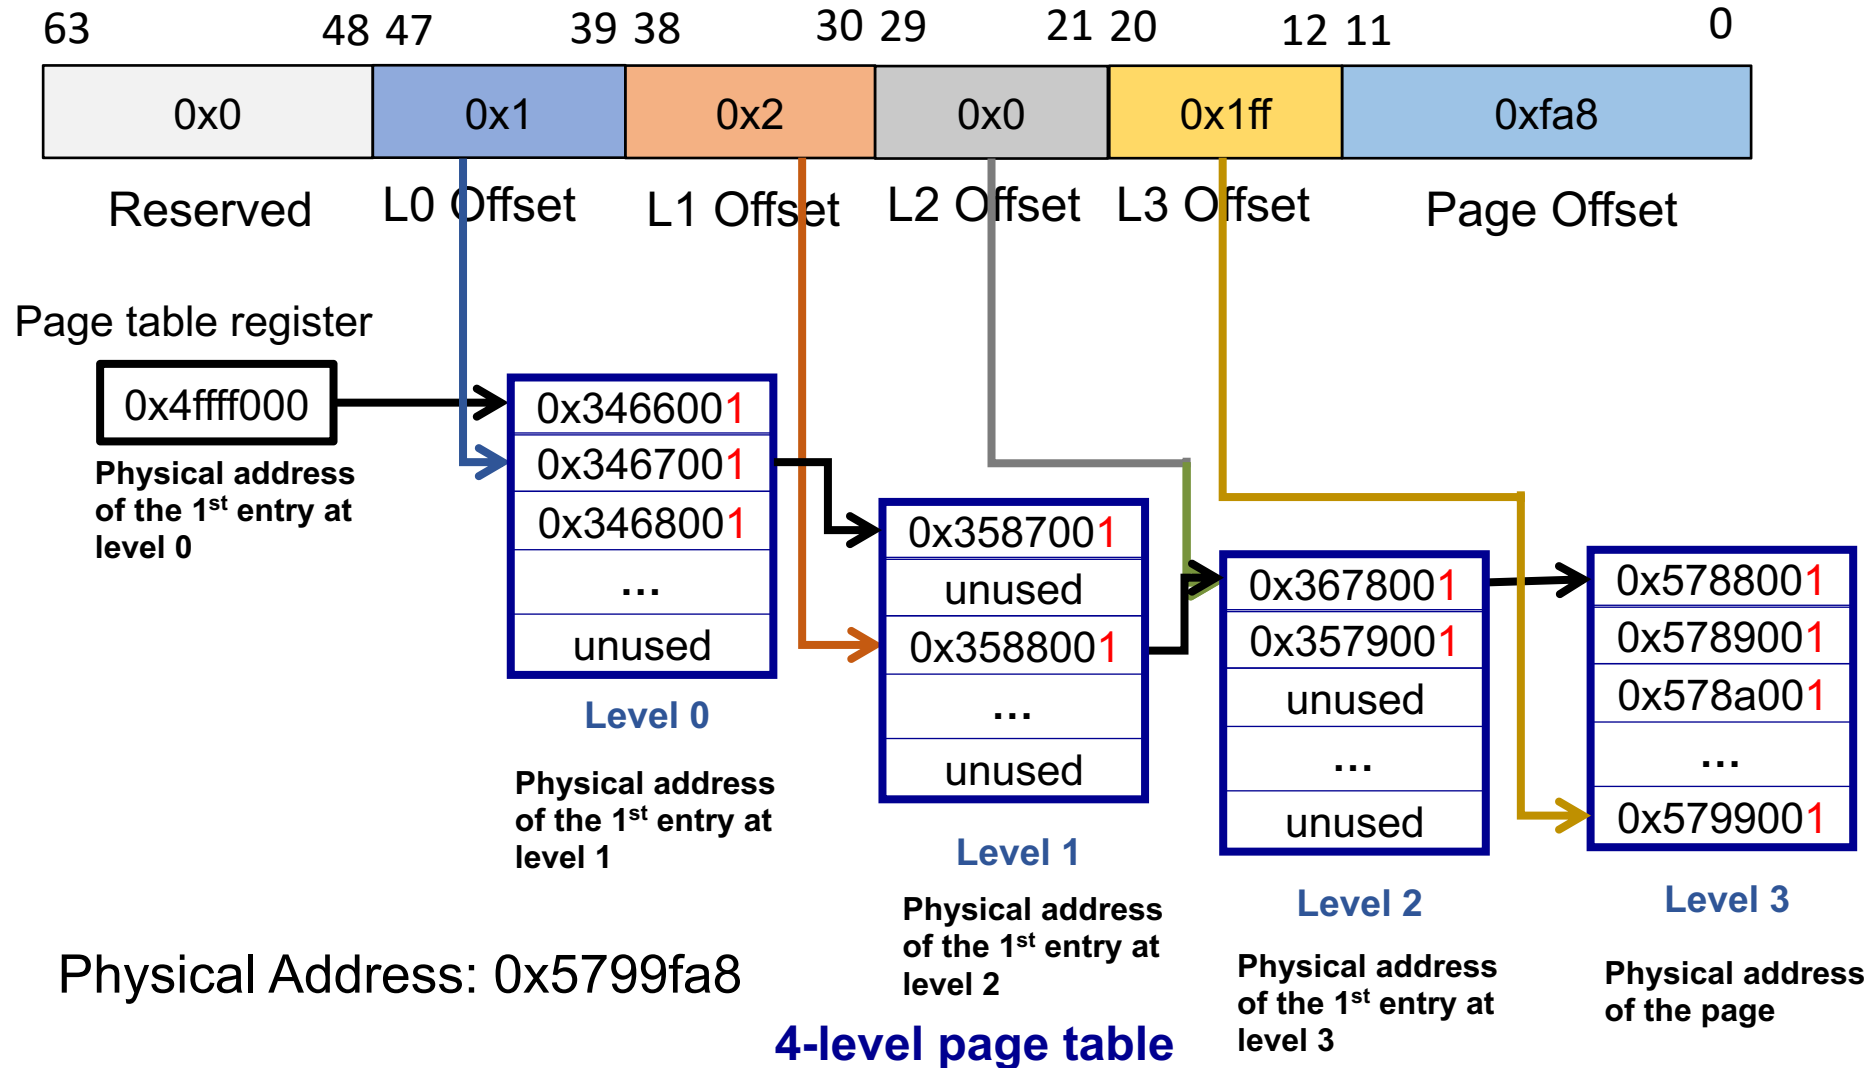 63 48 47 39 38 30 29 21 20 12 11 0
0x0 0x1 0x2 0x0 0x1ff 0xfa8
Reserved L0 Offset L1 Offset L2 Offset L3 Offset Page Offset
Page table register
0x4ffff000
Physical address
of the 1st entry at
level 0
0x3466001
0x3467001
0x3468001
...
unused
Level 0
Physical address
of the 1st entry at
level 1
0x3587001
unused
0x3588001
...
unused
Level 1
Physical address
of the 1st entry at
level 2
0x3678001
0x3579001
unused
...
unused
Level 2
Physical address
of the 1st entry at
level 3
0x5788001
0x5789001
0x578a001
...
0x5799001
Level 3
Physical address
of the page
Physical Address: 0x5799fa8
4-level page table